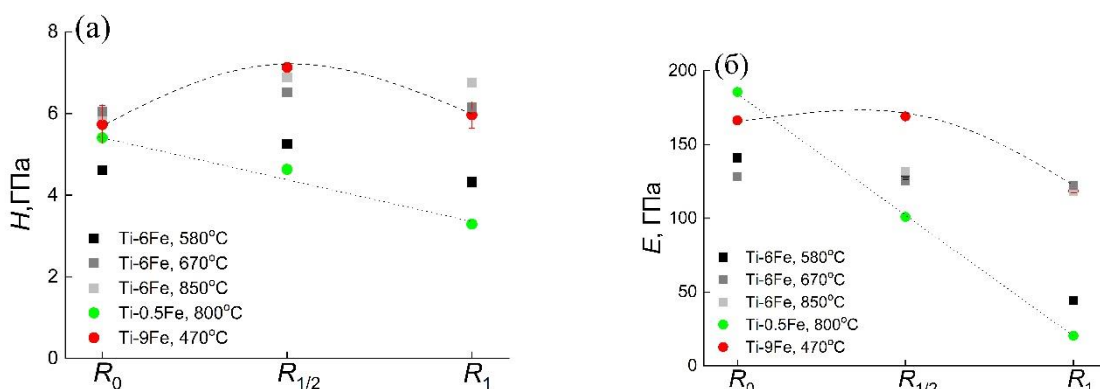 (а)
H,ГПа
8
6
4
2
0
Ti-6Fe, 580°C
Ti-6Fe, 670°C
Ti-6Fe, 850°C
Ti-0.5Fe, 800°C
Ti-9Fe, 470°C
R0 R1/2 R1
(б)
E, ГПа
200
150
100
50
0
Ti-6Fe, 580°C
Ti-6Fe, 670°C
Ti-6Fe, 850°C
Ti-0.5Fe, 800°C
Ti-9Fe, 470°C
R0 R1/2 R1